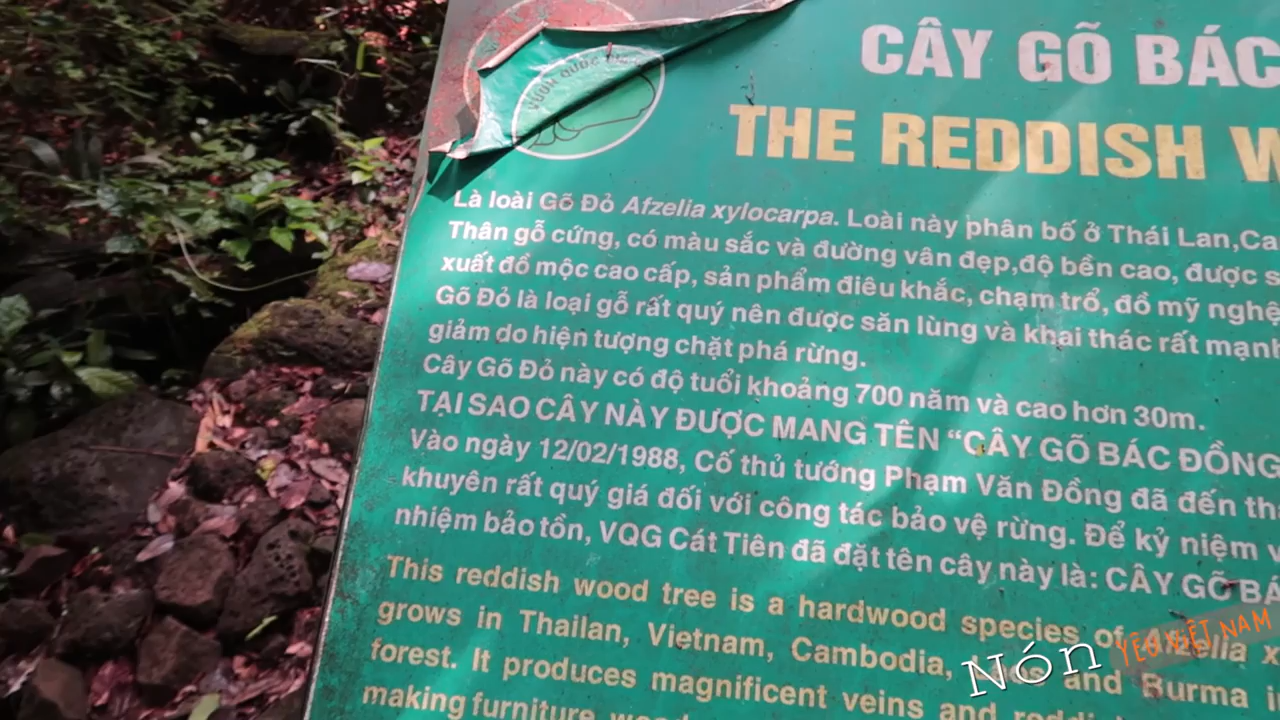 VƯỜN QUỐC
CÂY GÕ BÁC
THE REDDISH
Là loài Gõ Đỏ Afzelia xylocarpa. Loài này phân bố ở Thái Lan,Ca
Thân gỗ cứng, có màu sắc và đường vân đẹp,độ bền cao, được s
xuất đồ mộc cao cấp, sản phẩm điêu khắc, chạm trổ, đồ mỹ nghệ
Gõ Đỏ là loại gỗ rất quý nên được săn lùng và khai thác rất mạnh
giảm do hiện tượng chặt phá rừng.
Cây Gõ Đỏ này có độ tuổi khoảng 700 năm và cao hơn 30m.
TẠI SAO CÂY NÀY ĐƯỢC MANG TÊN “CÂY GÕ BÁC ĐỒNG
Vào ngày 12/02/1988, Cố thủ tướng Phạm Văn Đồng đã đến th
khuyên rất quý giá đối với công tác bảo vệ rừng. Để kỷ niệm v
nhiệm bảo tồn, VQG Cát Tiên đã đặt tên cây này là: CÂY GÕ BÁ
This reddish wood tree is a hardwood species of
grows in Thailan, Vietnam, Cambodia, and Burma i
forest. It produces magnificent veins and reddi
making furniture, wood
Nón YÊU VIỆT NAM